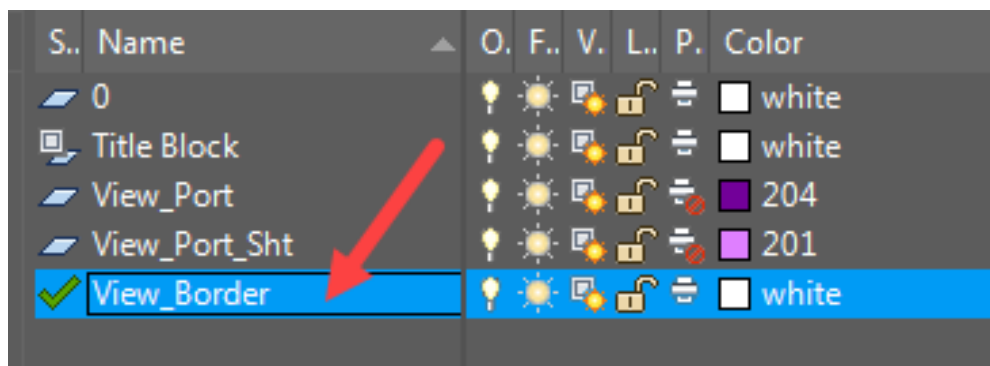 S.. Name O. F.. V. L.. P. Color
0 white
Title Block white
View_Port 204
View_Port_Sht 201
View_Border white